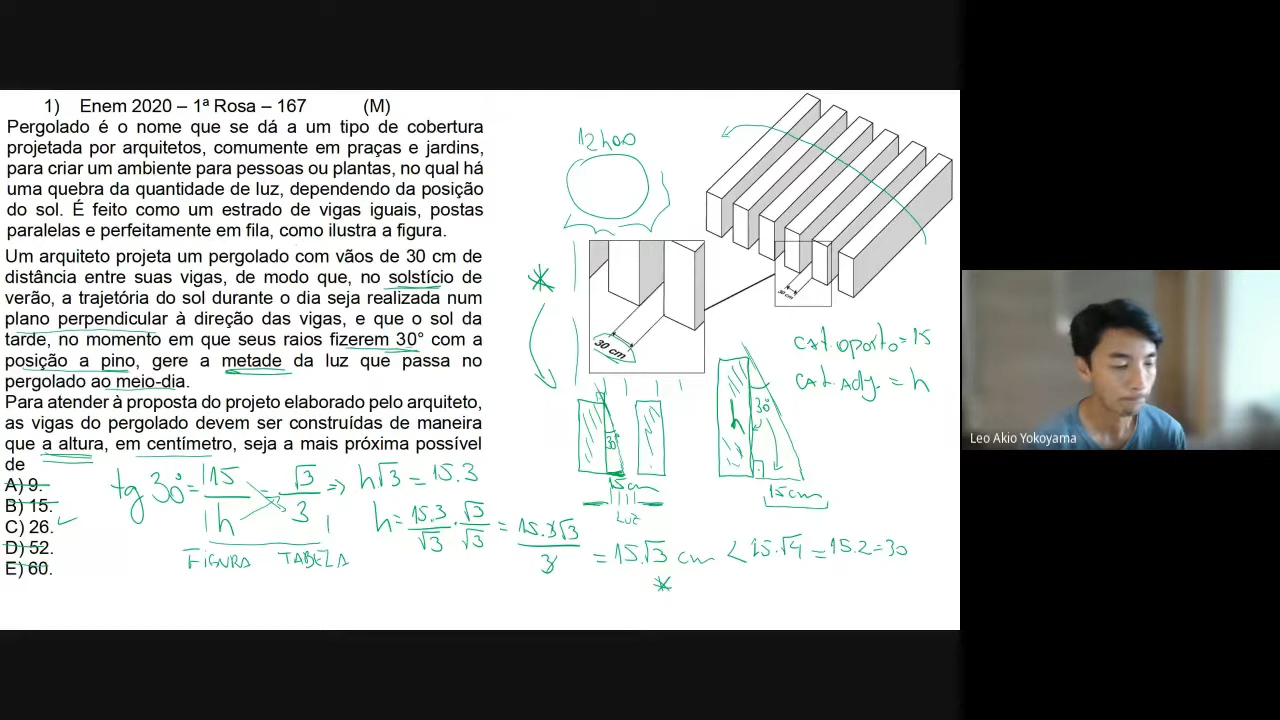 1) Enem 2020 – 1ª Rosa – 167 (M)
Pergolado é o nome que se dá a um tipo de cobertura
projetada por arquitetos, comumente em praças e jardins,
para criar um ambiente para pessoas ou plantas, no qual há
uma quebra da quantidade de luz, dependendo da posição
do sol. É feito como um estrado de vigas iguais, postas
paralelas e perfeitamente em fila, como ilustra a figura.
Um arquiteto projeta um pergolado com vãos de 30 cm de
distância entre suas vigas, de modo que, no solstício de
verão, a trajetória do sol durante o dia seja realizada num
plano perpendicular à direção das vigas, e que o sol da
tarde, no momento em que seus raios fizerem 30° com a
posição a pino, gere a metade da luz que passa no
pergolado ao meio-dia.
Para atender à proposta do projeto elaborado pelo arquiteto,
as vigas do pergolado devem ser construídas de maneira
que a altura, em centímetro, seja a mais próxima possível
de
A) 9.
B) 15.
C) 26.
D) 52.
E) 60.
tg 30° = 15/h = √3/3 => h√3 = 15.3
FIGURA TABEZA
h = 15.3/√3 . √3/√3 = 15.3√3/3 = 15.√3 cm < 15.√4 = 15.2 = 30
12h00
30 cm
30 cm
30°
15cm
LUZ
h
30°
15cm
cat.oposto = 15
cat.adj. = h
Leo Akio Yokoyama